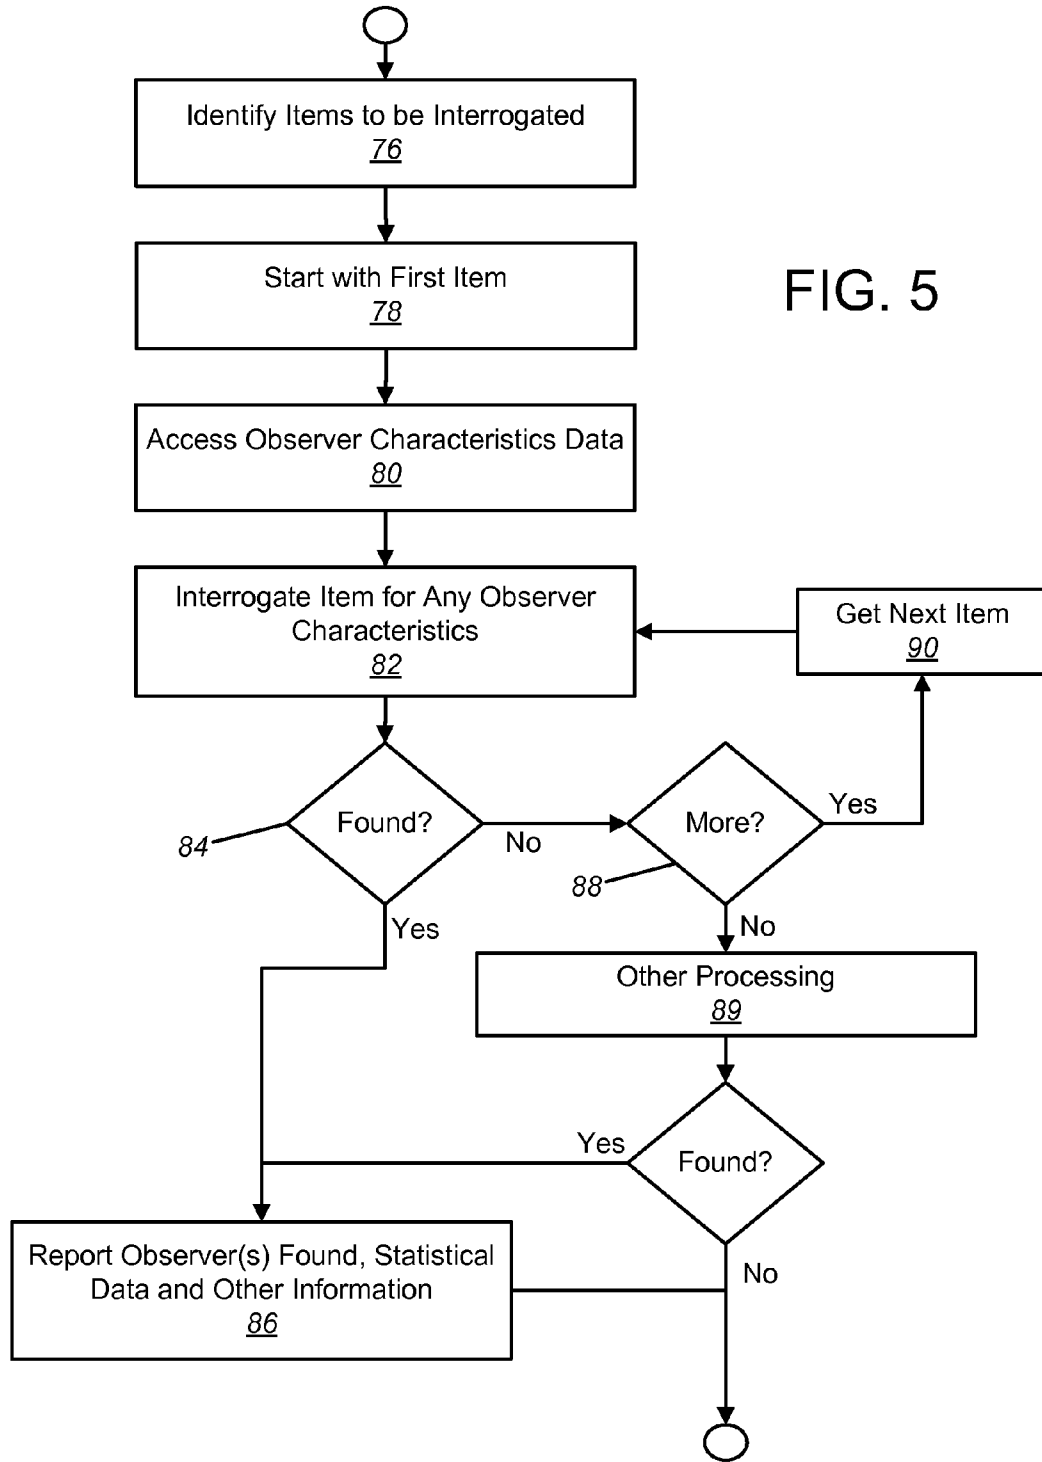 Identify Items to be Interrogated
76
Start with First Item
78
FIG. 5
Access Observer Characteristics Data
80
Interrogate Item for Any Observer
Characteristics
82
Get Next Item
90
Found?
84
No
More?
88
Yes
Yes
No
Other Processing
89
Found?
Yes
No
Report Observer(s) Found, Statistical
Data and Other Information
86